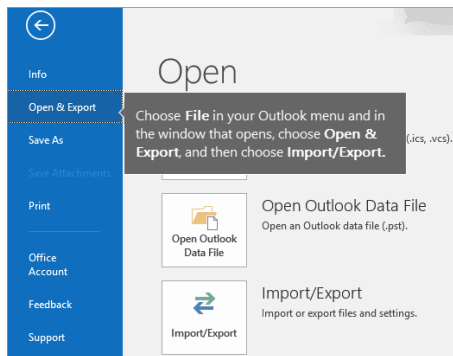 Info
Open & Export
Save As
Save Attachments
Print
Office
Account
Feedback
Support
Open
Choose File in your Outlook menu and in
the window that opens, choose Open &
Export, and then choose Import/Export.
(.ics, .vcs).
Open Outlook
Data File
Open Outlook Data File
Open an Outlook data file (.pst).
Import/Export
Import/Export
Import or export files and settings.